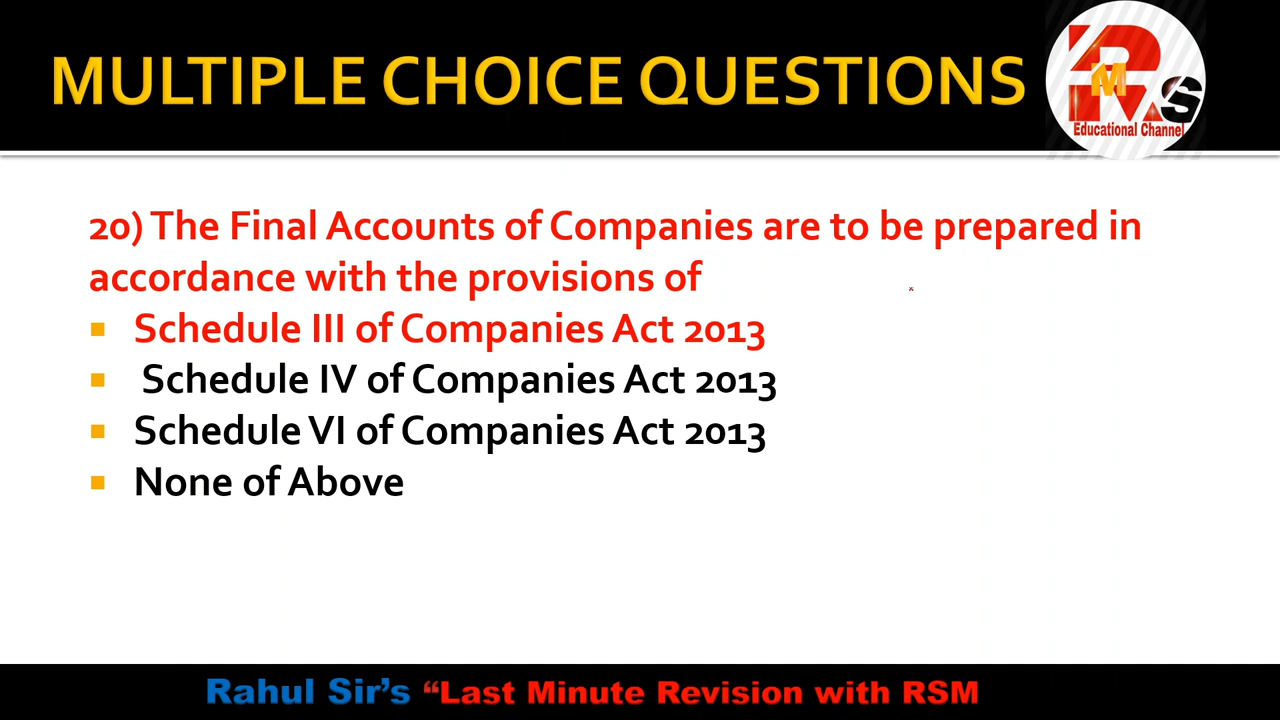 MULTIPLE CHOICE QUESTIONS
RMS
Educational Channel
20) The Final Accounts of Companies are to be prepared in
accordance with the provisions of
Schedule III of Companies Act 2013
Schedule IV of Companies Act 2013
Schedule VI of Companies Act 2013
None of Above
Rahul Sir's “Last Minute Revision with RSM